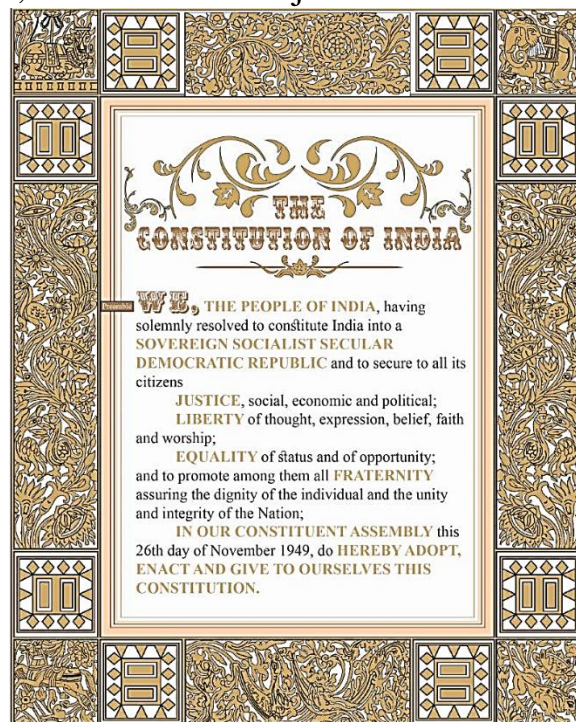 THE
CONSTITUTION OF INDIA
Preamble
WE, THE PEOPLE OF INDIA, having
solemnly resolved to constitute India into a
SOVEREIGN SOCIALIST SECULAR
DEMOCRATIC REPUBLIC and to secure to all its
citizens
JUSTICE, social, economic and political;
LIBERTY of thought, expression, belief, faith
and worship;
EQUALITY of status and of opportunity;
and to promote among them all FRATERNITY
assuring the dignity of the individual and the unity
and integrity of the Nation;
IN OUR CONSTITUENT ASSEMBLY this
26th day of November 1949, do HEREBY ADOPT,
ENACT AND GIVE TO OURSELVES THIS
CONSTITUTION.